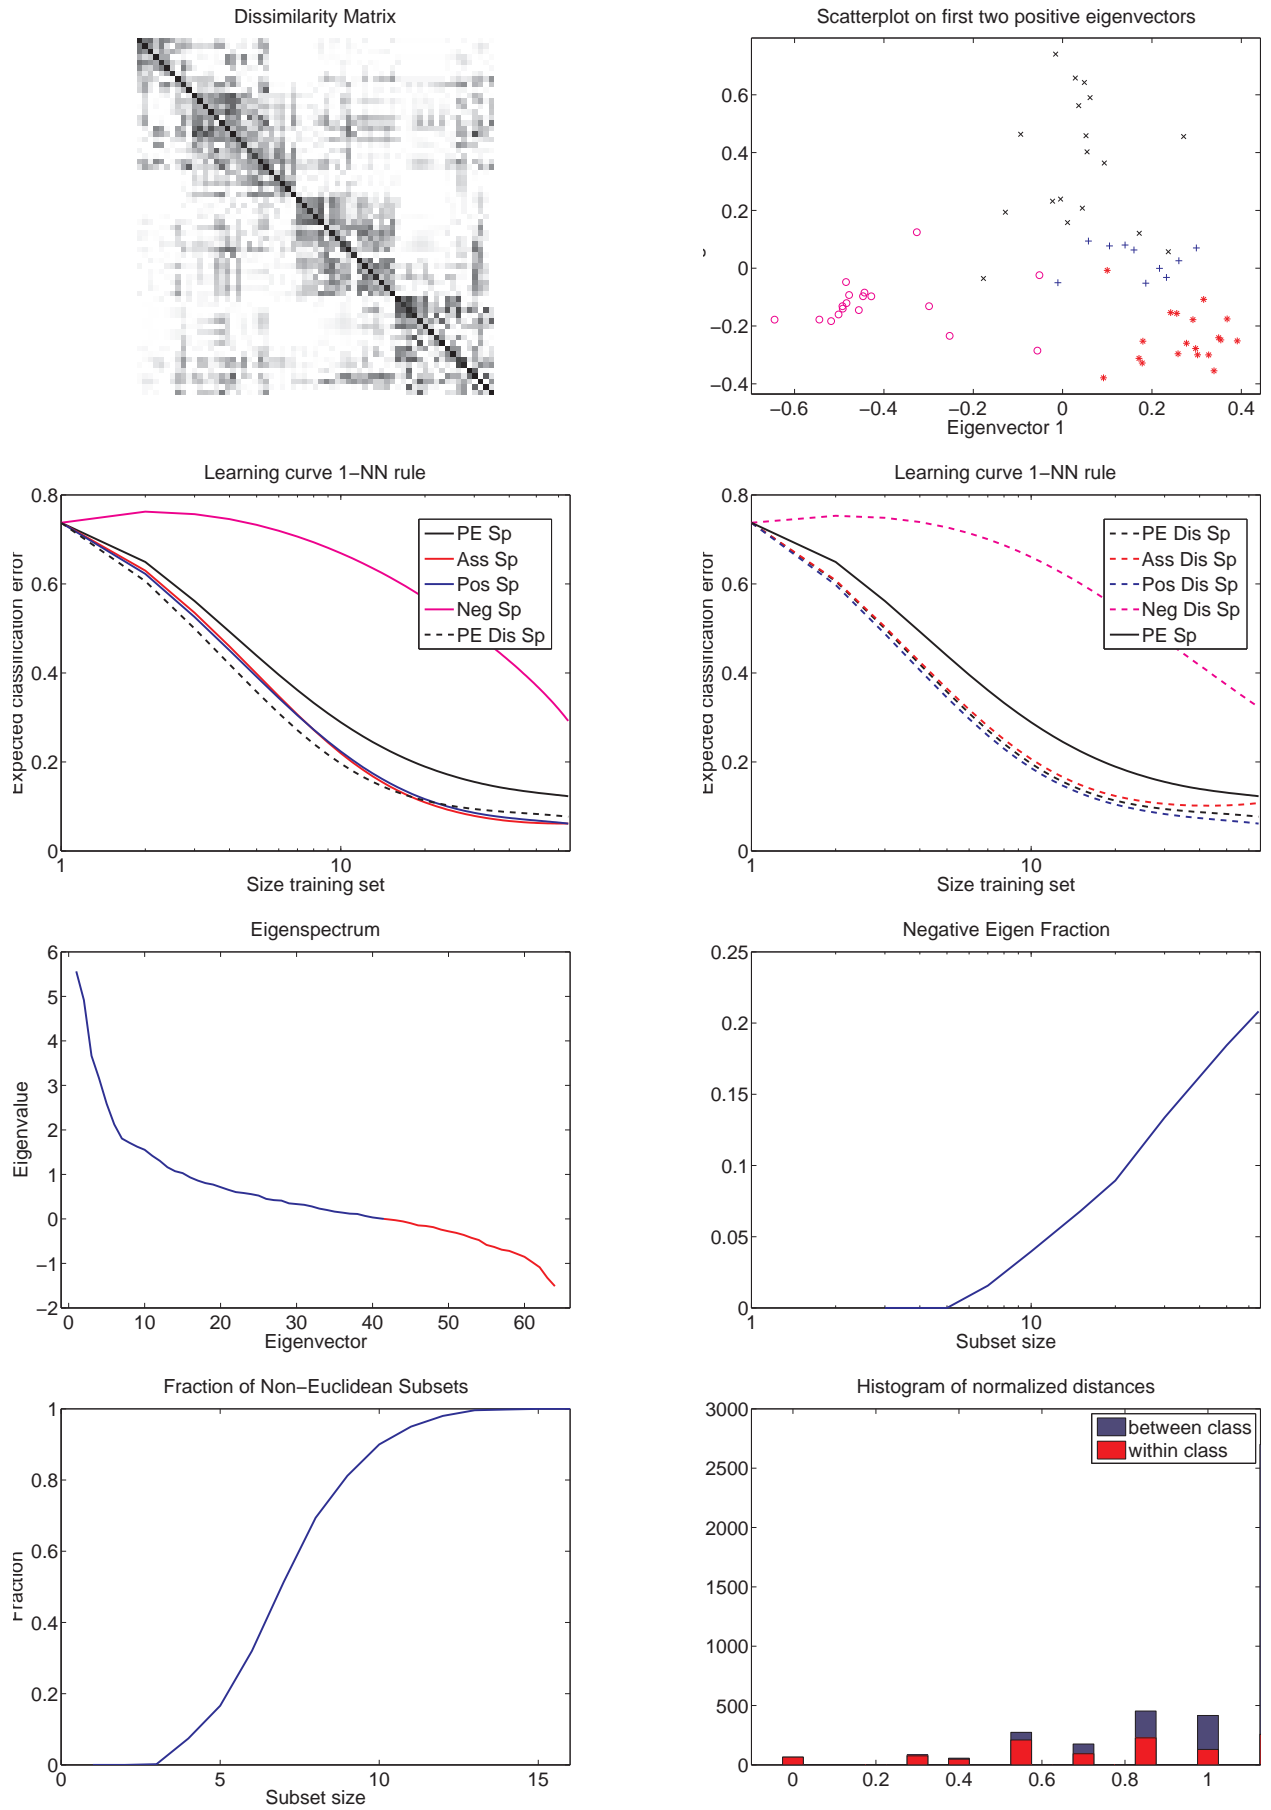 Dissimilarity Matrix
Scatterplot on first two positive eigenvectors
0.6
0.4
0.2
0
−0.2
−0.4
−0.6 −0.4 −0.2 0 0.2 0.4
Eigenvector 1
Learning curve 1−NN rule
0.8
0.6
0.4
0.2
0
Expected classification error
PE Sp
Ass Sp
Pos Sp
Neg Sp
PE Dis Sp
1 10
Size training set
Learning curve 1−NN rule
0.8
0.6
0.4
0.2
0
Expected classification error
PE Dis Sp
Ass Dis Sp
Pos Dis Sp
Neg Dis Sp
PE Sp
1 10
Size training set
Eigenspectrum
6
5
4
3
2
1
0
−1
−2
Eigenvalue
0 10 20 30 40 50 60
Eigenvector
Negative Eigen Fraction
0.25
0.2
0.15
0.1
0.05
0
1 10
Subset size
Fraction of Non−Euclidean Subsets
1
0.8
0.6
0.4
0.2
0
Fraction
0 5 10 15
Subset size
Histogram of normalized distances
3000
2500
2000
1500
1000
500
0
between class
within class
0 0.2 0.4 0.6 0.8 1